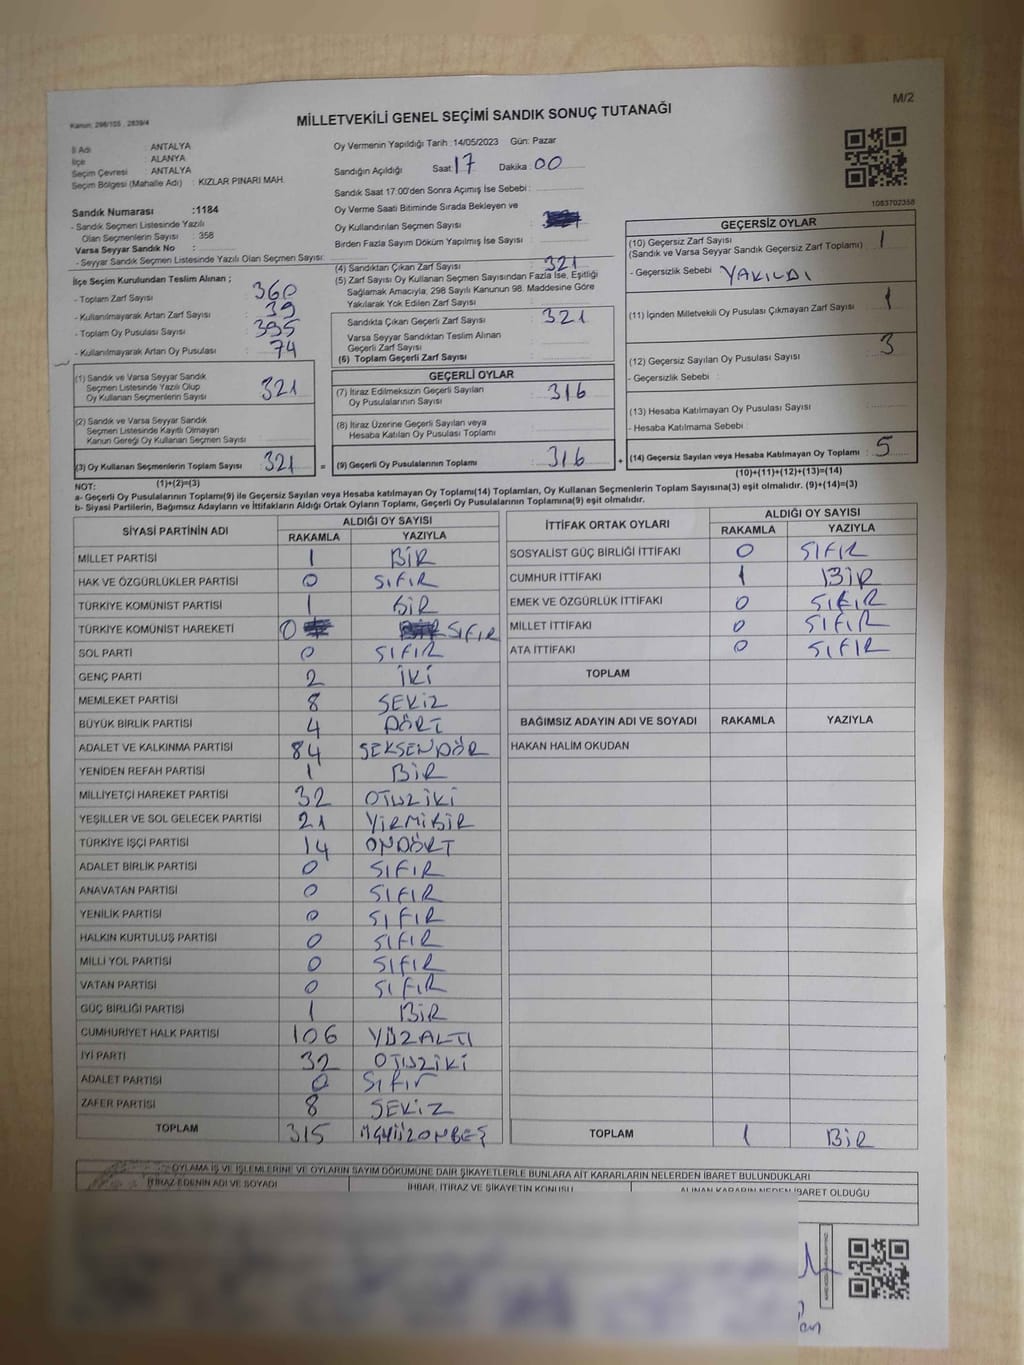 M/2
Kanun: 298/105 , 2839/4
MİLLETVEKİLİ GENEL SEÇİMİ SANDIK SONUÇ TUTANAĞI
İl Adı : ANTALYA
İlçe : ALANYA
Seçim Çevresi : ANTALYA
Seçim Bölgesi (Mahalle Adı) : KIZLAR PINARI MAH.
Sandık Numarası :1184
- Sandık Seçmen Listesinde Yazılı
Olan Seçmenlerin Sayısı : 358
Varsa Seyyar Sandık No :
- Seyyar Sandık Seçmen Listesinde Yazılı Olan Seçmen Sayısı:
Oy Vermenin Yapıldığı Tarih :14/05/2023 Gün: Pazar
Sandığın Açıldığı Saat: 17 Dakika : 00
Sandık Saat 17:00'den Sonra Açımış İse Sebebi :
Oy Verme Saati Bitiminde Sırada Bekleyen ve
Oy Kullandırılan Seçmen Sayısı :
Birden Fazla Sayım Döküm Yapılmış İse Sayısı :
1083702358
İlçe Seçim Kurulundan Teslim Alınan ;
- Toplam Zarf Sayısı : 360
- Kullanılmayarak Artan Zarf Sayısı : 39
- Toplam Oy Pusulası Sayısı : 395
- Kullanılmayarak Artan Oy Pusulası : 74
(4) Sandıktan Çıkan Zarf Sayısı : 321
(5) Zarf Sayısı Oy Kullanan Seçmen Sayısından Fazla İse, Eşitliği
Sağlamak Amacıyla, 298 Sayılı Kanunun 98. Maddesine Göre
Yakılarak Yok Edilen Zarf Sayısı :
Sandıkta Çıkan Geçerli Zarf Sayısı : 321
Varsa Seyyar Sandıktan Teslim Alınan
Geçerli Zarf Sayısı :
(6) Toplam Geçerli Zarf Sayısı
GEÇERSİZ OYLAR
(10) Geçersiz Zarf Sayısı : 1
(Sandık ve Varsa Seyyar Sandık Geçersiz Zarf Toplamı)
- Geçersizlik Sebebi : YAKILDI
(11) İçinden Milletvekili Oy Pusulası Çıkmayan Zarf Sayısı : 1
(12) Geçersiz Sayılan Oy Pusulası Sayısı : 3
- Geçersizlik Sebebi :
(13) Hesaba Katılmayan Oy Pusulası Sayısı :
- Hesaba Katılmama Sebebi :
(14) Geçersiz Sayılan veya Hesaba Katılmayan Oy Toplamı : 5
(10)+(11)+(12)+(13)=(14)
(1) Sandık ve Varsa Seyyar Sandık
Seçmen Listesinde Yazılı Olup
Oy Kullanan Seçmenlerin Sayısı : 321
(2) Sandık ve Varsa Seyyar Sandık
Seçmen Listesinde Kayıtlı Olmayan
Kanun Gereği Oy Kullanan Seçmen Sayısı :
(3) Oy Kullanan Seçmenlerin Toplam Sayısı : 321 =
(1)+(2)=(3)
GEÇERLİ OYLAR
(7) İtiraz Edilmeksizin Geçerli Sayılan
Oy Pusulalarının Sayısı : 316
(8) İtiraz Üzerine Geçerli Sayılan veya
Hesaba Katılan Oy Pusulası Toplamı :
(9) Geçerli Oy Pusulalarının Toplamı : 316 +
NOT:
a- Geçerli Oy Pusulalarının Toplamı(9) ile Geçersiz Sayılan veya Hesaba katılmayan Oy Toplamı(14) Toplamları, Oy Kullanan Seçmenlerin Toplam Sayısına(3) eşit olmalıdır. (9)+(14)=(3)
b- Siyasi Partilerin, Bağımsız Adayların ve İttifakların Aldığı Ortak Oyların Toplamı, Geçerli Oy Pusulalarının Toplamına(9) eşit olmalıdır.
SİYASİ PARTİNİN ADI ALDIĞI OY SAYISI
RAKAMLA YAZIYLA
MİLLET PARTİSİ 1 BİR
HAK VE ÖZGÜRLÜKLER PARTİSİ 0 SIFIR
TÜRKİYE KOMÜNİST PARTİSİ 1 BİR
TÜRKİYE KOMÜNİST HAREKETİ 0 SIFIR
SOL PARTİ 0 SIFIR
GENÇ PARTİ 2 İKİ
MEMLEKET PARTİSİ 8 SEKİZ
BÜYÜK BİRLİK PARTİSİ 4 DÖRT
ADALET VE KALKINMA PARTİSİ 84 SEKSENDÖR
YENİDEN REFAH PARTİSİ 1 BİR
MİLLİYETÇİ HAREKET PARTİSİ 32 OTUZİKİ
YEŞİLLER VE SOL GELECEK PARTİSİ 21 YİRMİBİR
TÜRKİYE İŞÇİ PARTİSİ 14 ONDÖRT
ADALET BİRLİK PARTİSİ 0 SIFIR
ANAVATAN PARTİSİ 0 SIFIR
YENİLİK PARTİSİ 0 SIFIR
HALKIN KURTULUŞ PARTİSİ 0 SIFIR
MİLLİ YOL PARTİSİ 0 SIFIR
VATAN PARTİSİ 0 SIFIR
GÜÇ BİRLİĞİ PARTİSİ 1 BİR
CUMHURİYET HALK PARTİSİ 106 YÜZALTI
İYİ PARTİ 32 OTUZİKİ
ADALET PARTİSİ 0 Sıfır
ZAFER PARTİSİ 8 SEKİZ
TOPLAM 315 ÜÇYÜZONBEŞ
İTTİFAK ORTAK OYLARI ALDIĞI OY SAYISI
RAKAMLA YAZIYLA
SOSYALİST GÜÇ BİRLİĞİ İTTİFAKI 0 SIFIR
CUMHUR İTTİFAKI 1 BİR
EMEK VE ÖZGÜRLÜK İTTİFAKI 0 SIFIR
MİLLET İTTİFAKI 0 SIFIR
ATA İTTİFAKI 0 SIFIR
TOPLAM
BAĞIMSIZ ADAYIN ADI VE SOYADI RAKAMLA YAZIYLA
HAKAN HALİM OKUDAN
TOPLAM 1 BİR
OYLAMA İŞ VE İŞLEMLERİNE VE OYLARIN SAYIM DÖKÜMÜNE DAİR ŞİKAYETLERLE BUNLARA AİT KARARLARIN NELERDEN İBARET BULUNDUKLARI
İTİRAZ EDENİN ADI VE SOYADI İHBAR, İTİRAZ VE ŞİKAYETİN KONUSU ALINAN KARARIN NEDEN İBARET OLDUĞU